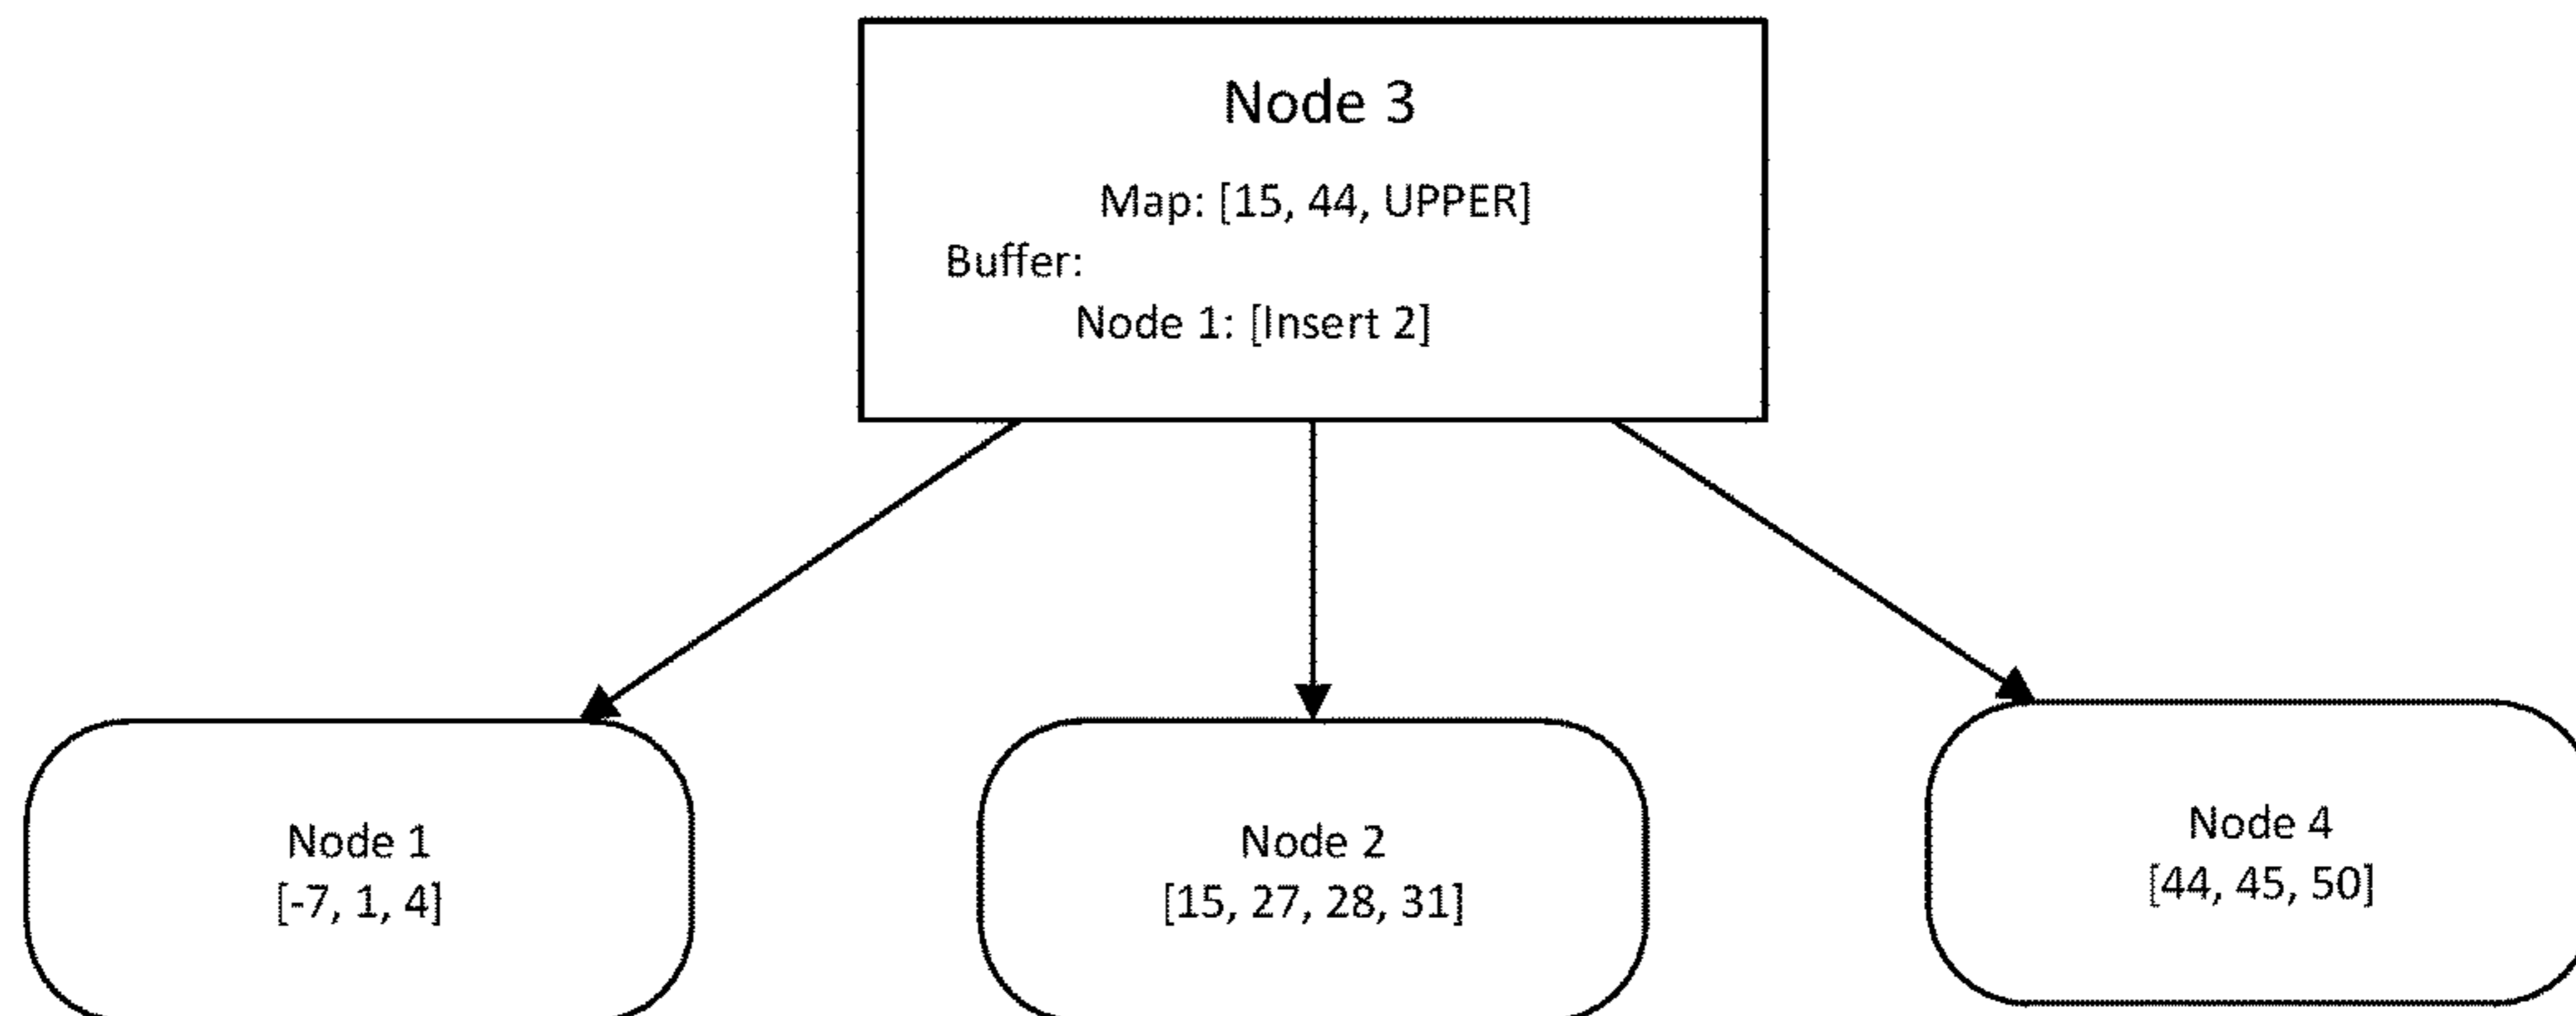 Node 3
Map: [15, 44, UPPER]
Buffer:
Node 1: [Insert 2]
Node 1
[-7, 1, 4]
Node 2
[15, 27, 28, 31]
Node 4
[44, 45, 50]